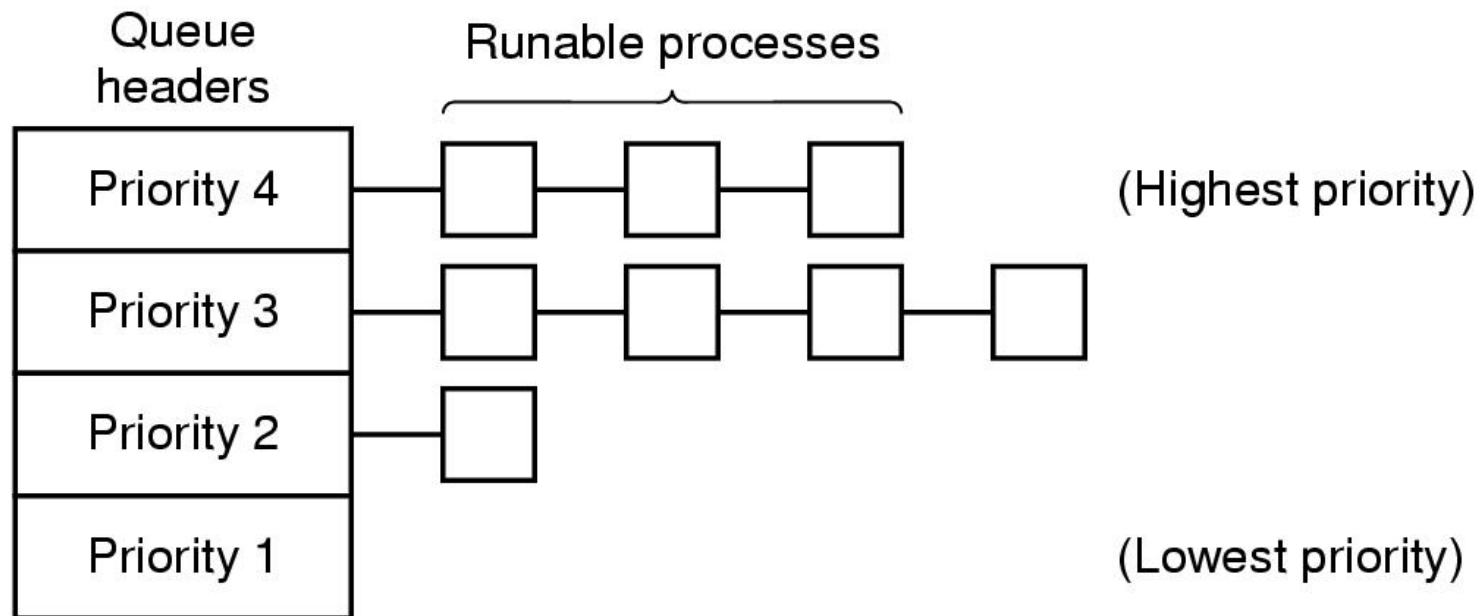 Queue
headers
Runable processes
Priority 4
(Highest priority)
Priority 3
Priority 2
Priority 1
(Lowest priority)